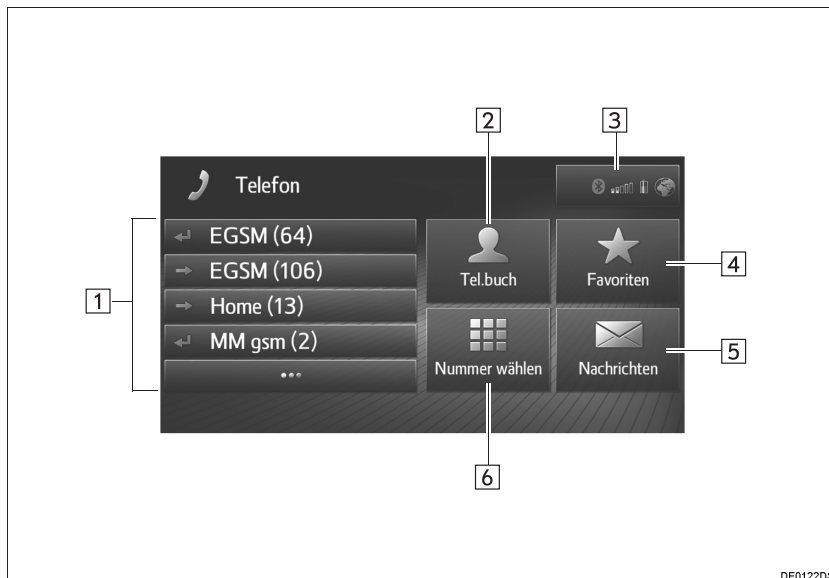 2
3
Telefon
EGSM (64)
EGSM (106)
Home (13)
MM gsm (2)
...
1
Tel.buch
Favoriten
4
Nummer wählen
Nachrichten
5
6